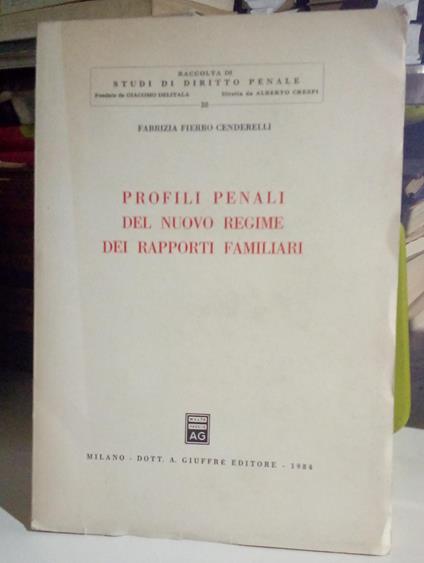 RACCOLTA DI
STUDI DI DIRITTO PENALE
Fondata da GIACOMO DELITALA Diretta da ALBERTO CRESPI
FABRIZIA FIERRO CENDERELLI
PROFILI PENALI
DEL NUOVO REGIME
DEI RAPPORTI FAMILIARI
AG
MILANO - DOTT. A. GIUFFRÈ EDITORE - 1984